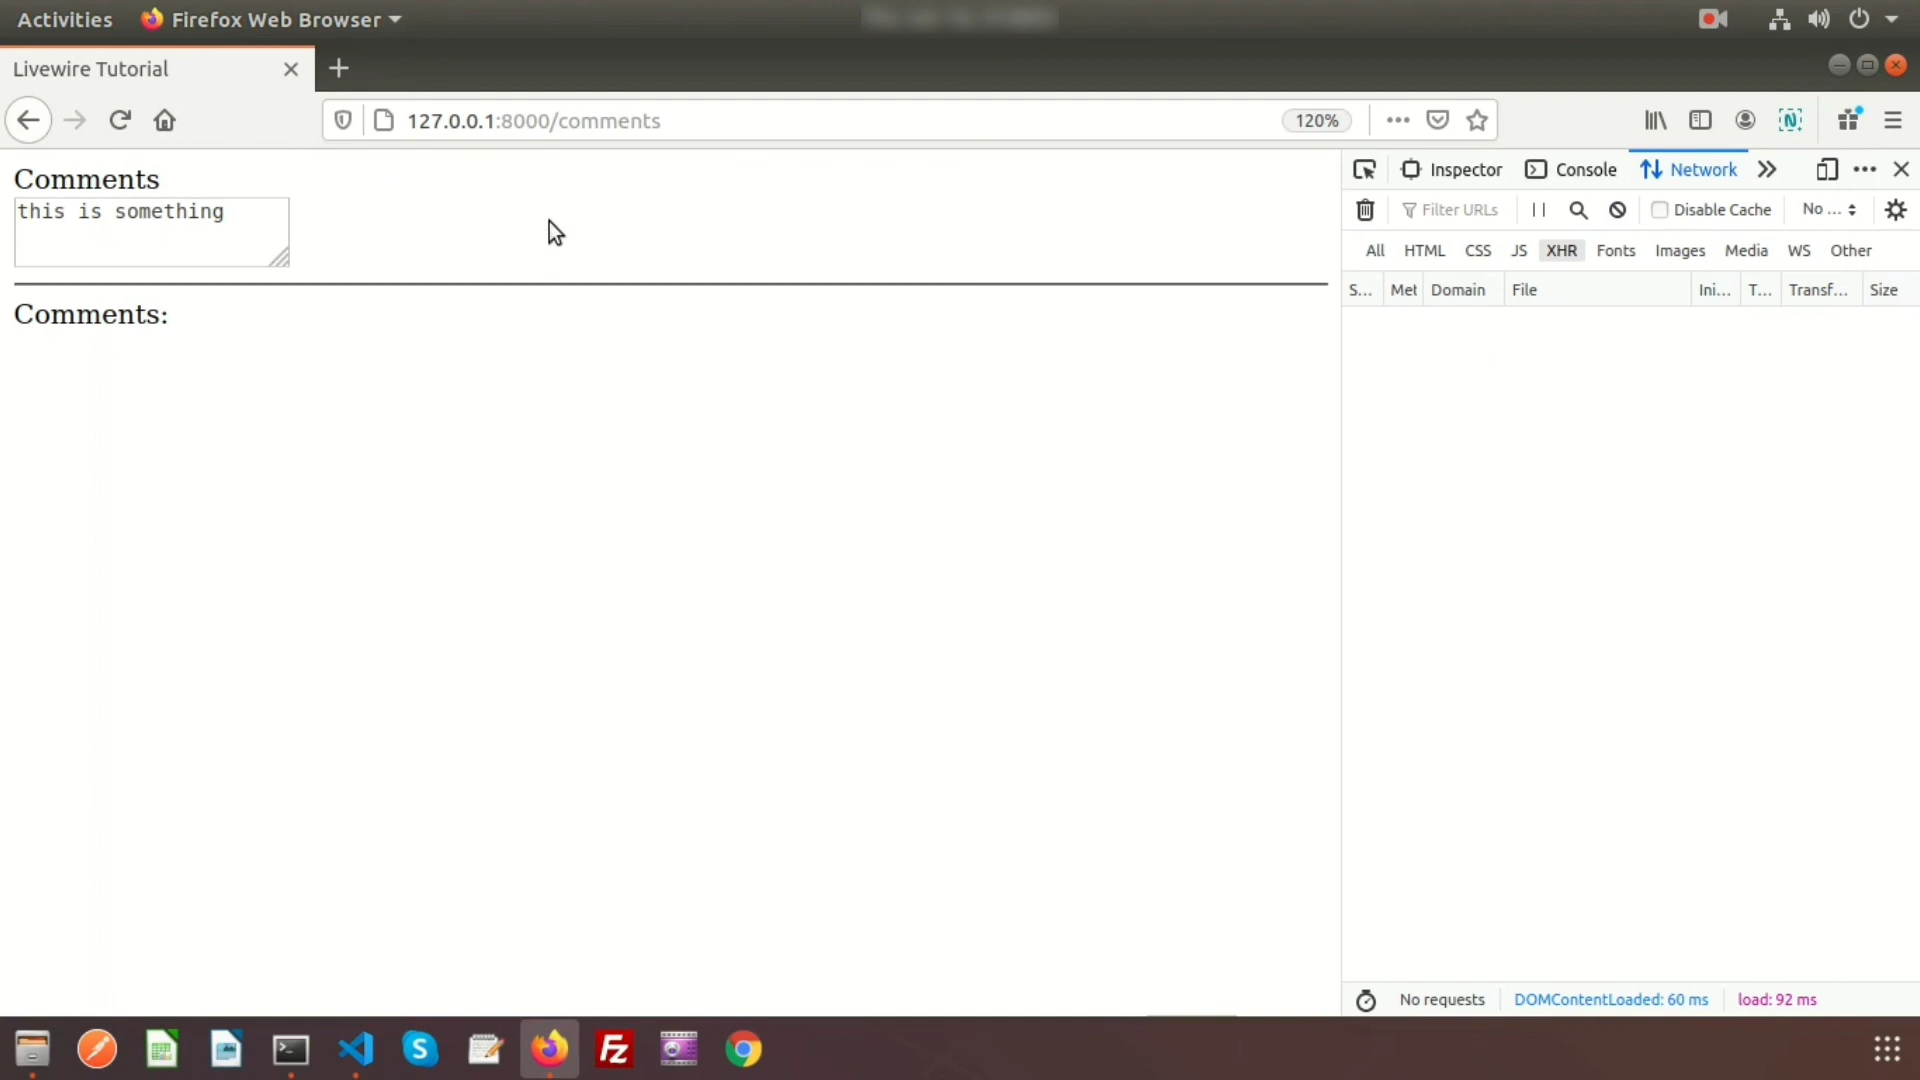 Activities Firefox Web Browser
Livewire Tutorial
127.0.0.1:8000/comments 120%
Comments
this is something
Comments:
Inspector Console Network
Filter URLs Disable Cache No ...
All HTML CSS JS XHR Fonts Images Media WS Other
S... Met Domain File Ini... T... Transf... Size
No requests DOMContentLoaded: 60 ms load: 92 ms